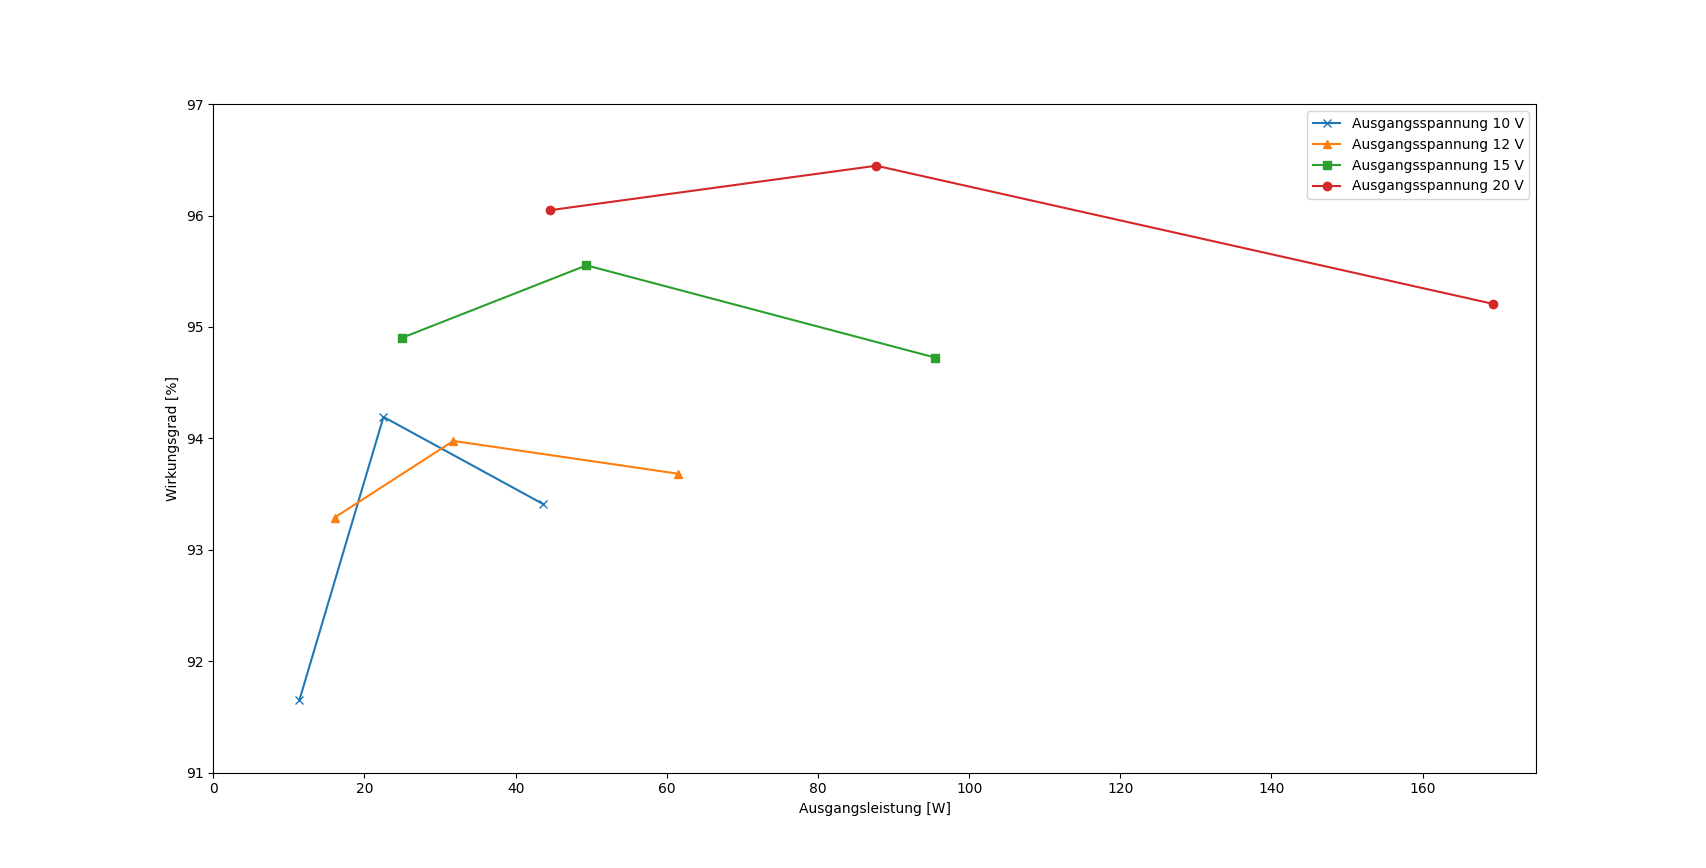 97
96
95
94
93
92
91
Wirkungsgrad [%]
0 20 40 60 80 100 120 140 160
Ausgangsleistung [W]
Ausgangsspannung 10 V
Ausgangsspannung 12 V
Ausgangsspannung 15 V
Ausgangsspannung 20 V